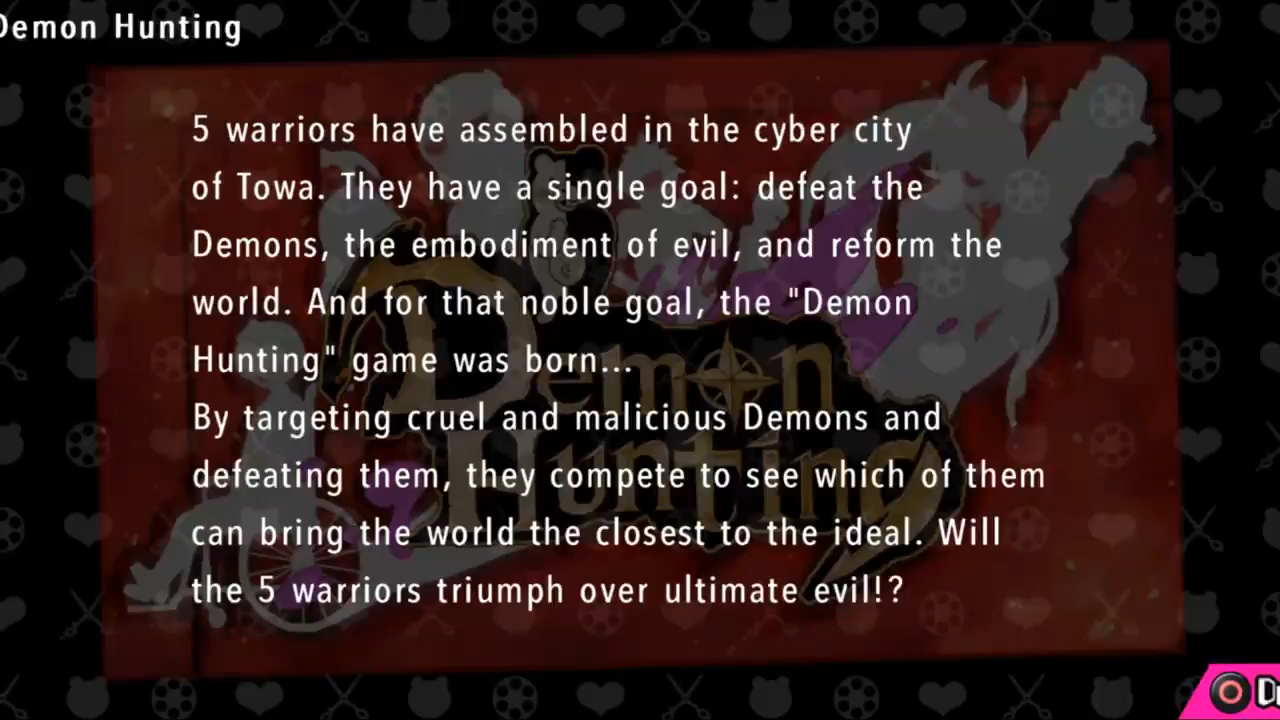 Demon Hunting
5 warriors have assembled in the cyber city
of Towa. They have a single goal: defeat the
Demons, the embodiment of evil, and reform the
world. And for that noble goal, the "Demon
Hunting" game was born...
By targeting cruel and malicious Demons and
defeating them, they compete to see which of them
can bring the world the closest to the ideal. Will
the 5 warriors triumph over ultimate evil!?
Demon
Hunting